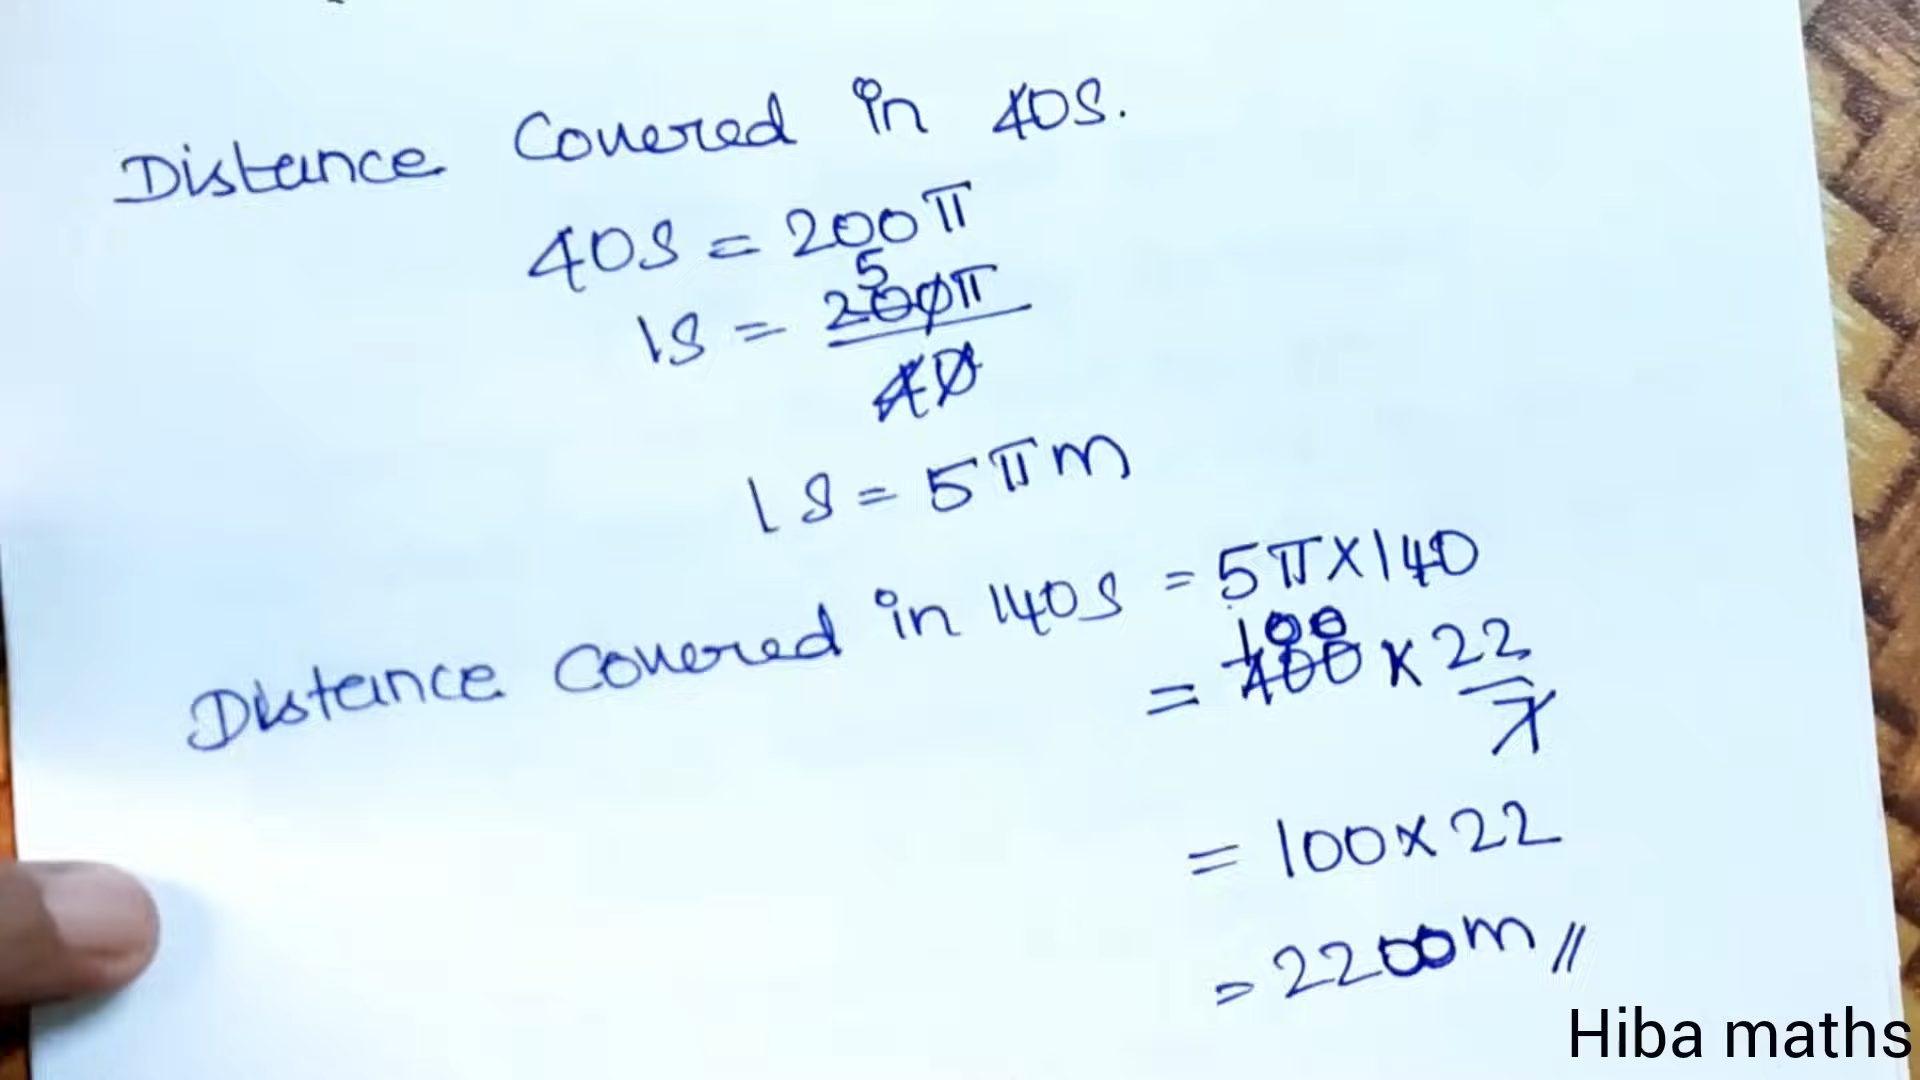 Distance Covered in 40S.
40S = 200π
5
1S = 200π
40
1S = 5πm
Distance Covered in 140S = 5π×140
100
= 700 × 22
7
= 100×22
= 2200m //
Hiba maths